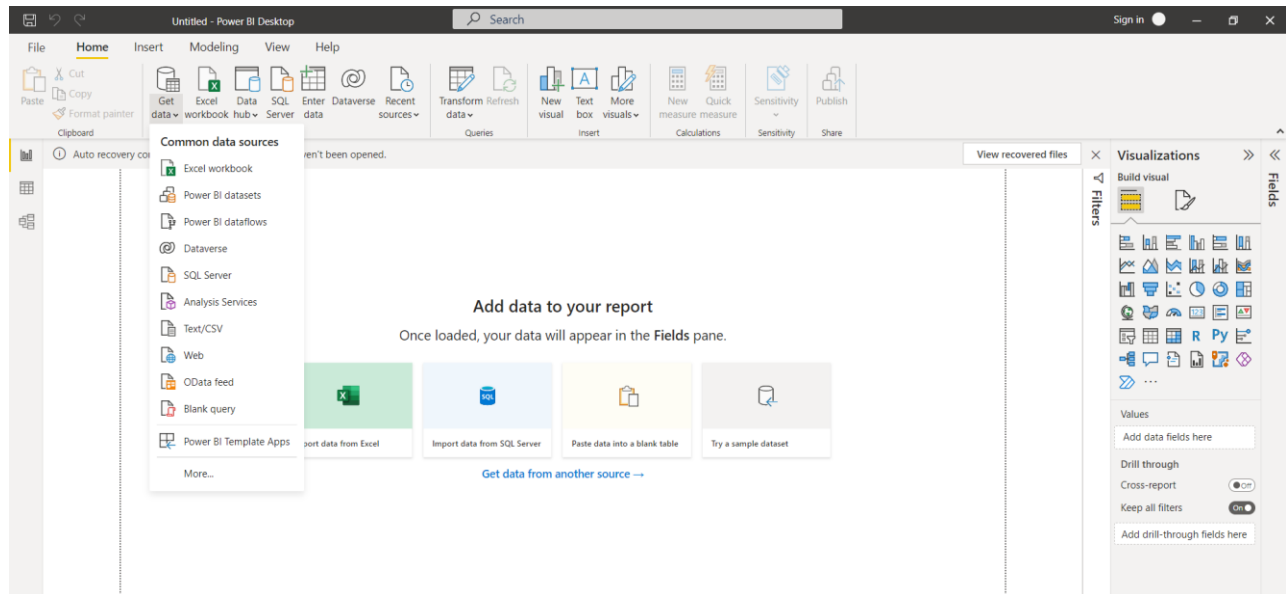 Untitled - Power BI Desktop
Search
Sign in
File Home Insert Modeling View Help
Paste
Cut
Copy
Format painter
Clipboard
Get data
Excel workbook
Data hub
SQL Server
Enter data
Dataverse
Recent sources
Transform data
Refresh
Queries
New visual
Text box
More visuals
Insert
New measure
Quick measure
Calculations
Sensitivity
Sensitivity
Publish
Share
Auto recovery
ven't been opened.
View recovered files
Common data sources
Excel workbook
Power BI datasets
Power BI dataflows
Dataverse
SQL Server
Analysis Services
Text/CSV
Web
OData feed
Blank query
Power BI Template Apps
More...
Add data to your report
Once loaded, your data will appear in the Fields pane.
SQL
port data from Excel
Import data from SQL Server
Paste data into a blank table
Try a sample dataset
Get data from another source →
Filters
Visualizations
Build visual
123
R Py
Values
Add data fields here
Drill through
Cross-report Off
Keep all filters On
Add drill-through fields here
Fields